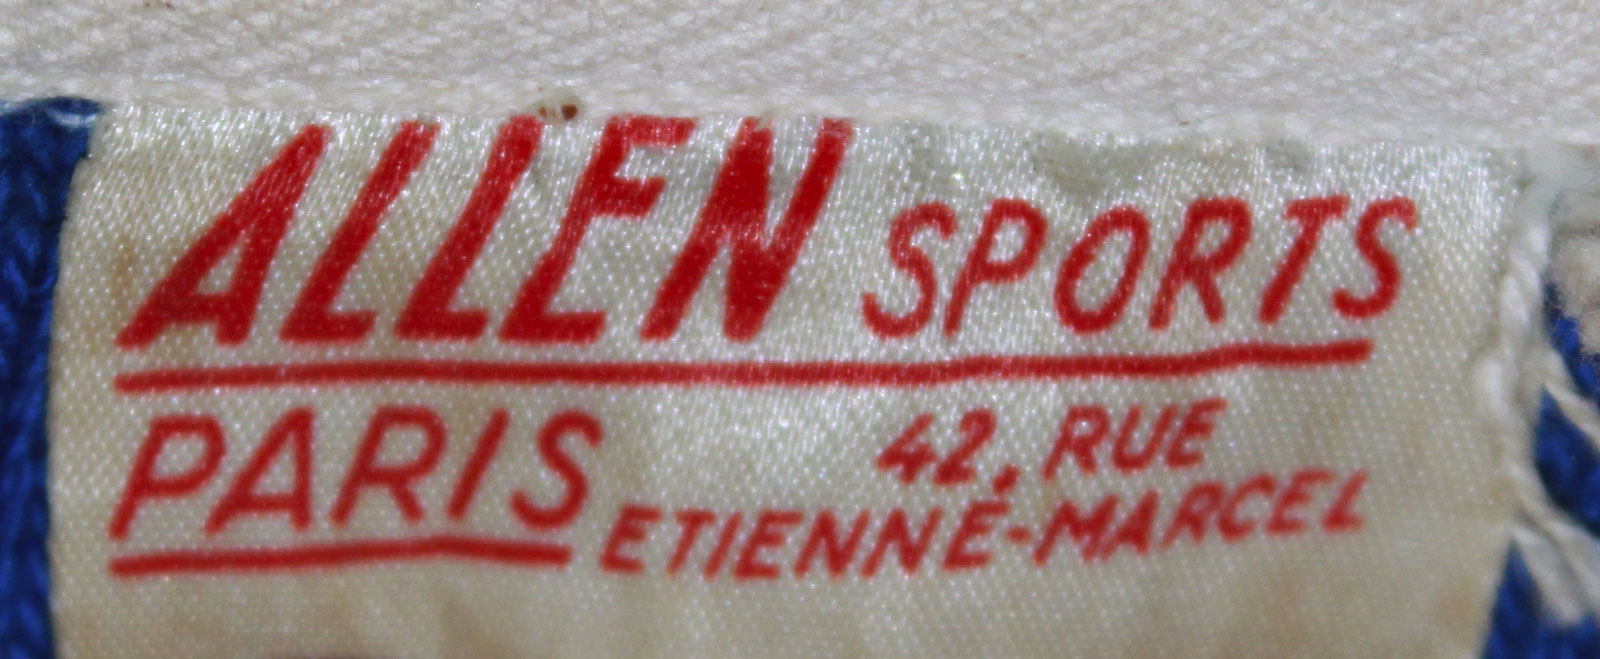 ALLEN SPORTS
PARIS
42, RUE
ETIENNE-MARCEL